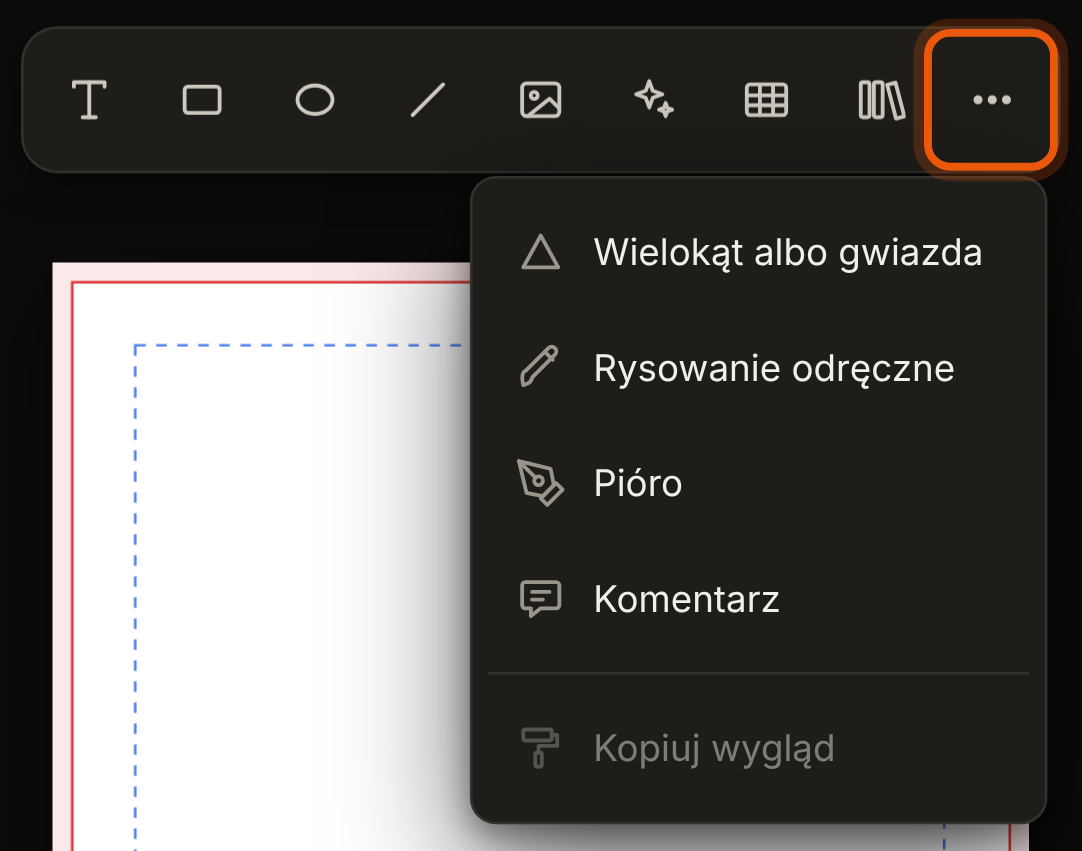 Wielokąt albo gwiazda
Rysowanie odręczne
Pióro
Komentarz
Kopiuj wygląd